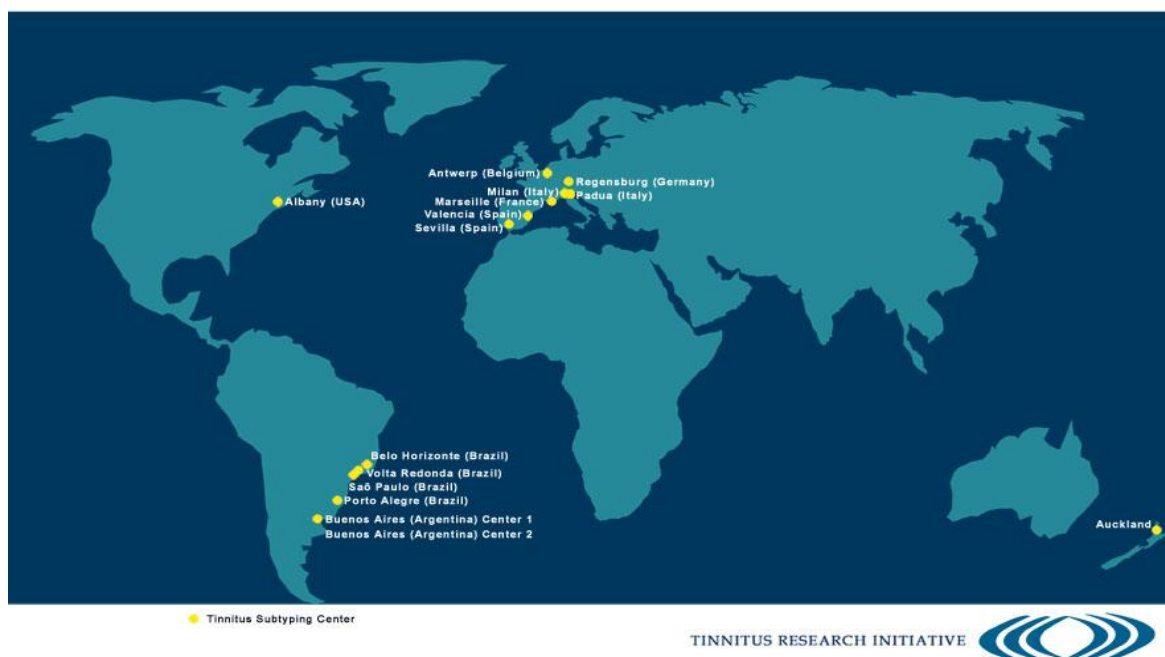 Antwerp (Belgium)
Regensburg (Germany)
Milan (Italy)
Padua (Italy)
Albany (USA)
Marseille (France)
Valencia (Spain)
Sevilla (Spain)
Belo Horizonte (Brazil)
Volta Redonda (Brazil)
Saõ Paulo (Brazil)
Porto Alegre (Brazil)
Buenos Aires (Argentina) Center 1
Buenos Aires (Argentina) Center 2
Auckland
Tinnitus Subtyping Center
TINNITUS RESEARCH INITIATIVE